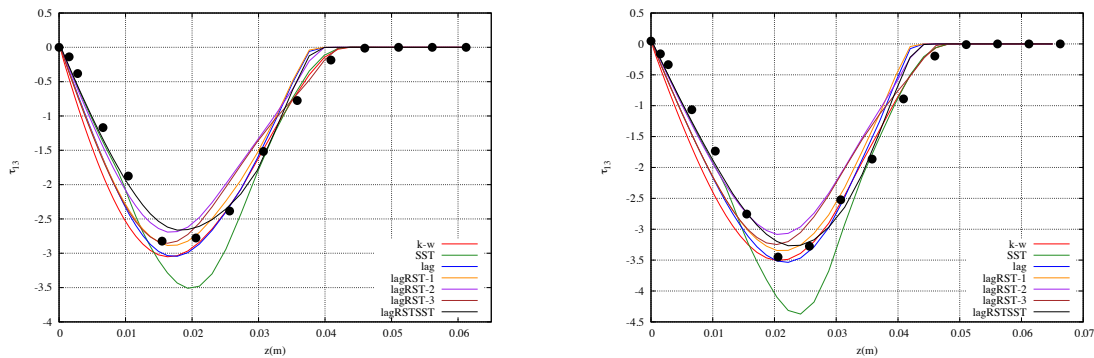 0
-0.5
-1
-1.5
-2
-2.5
-3
-3.5
-4
τ13
0 0.01 0.02 0.03 0.04 0.05 0.06
z(m)
k-w
SST
lag
lagRST-1
lagRST-2
lagRST-3
lagRSTSST
0.5
0
-0.5
-1
-1.5
-2
-2.5
-3
-3.5
-4
-4.5
τ13
0 0.01 0.02 0.03 0.04 0.05 0.06 0.07
z(m)
k-w
SST
lag
lagRST-1
lagRST-2
lagRST-3
lagRSTSST